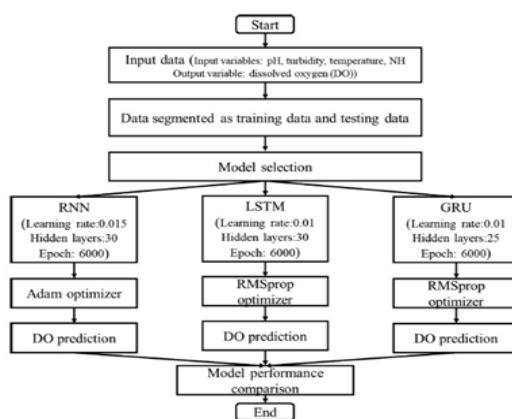 Start
Input data (Input variables: pH, turbidity, temperature, NH
Output variable: dissolved oxygen (DO))
Data segmented as training data and testing data
Model selection
RNN
(Learning rate:0.015
Hidden layers:30
Epoch: 6000)
LSTM
(Learning rate:0.01
Hidden layers:30
Epoch: 6000)
GRU
(Learning rate:0.01
Hidden layers:25
Epoch: 6000)
Adam optimizer
RMSprop
optimizer
RMSprop
optimizer
DO prediction
DO prediction
DO prediction
Model performance
comparison
End